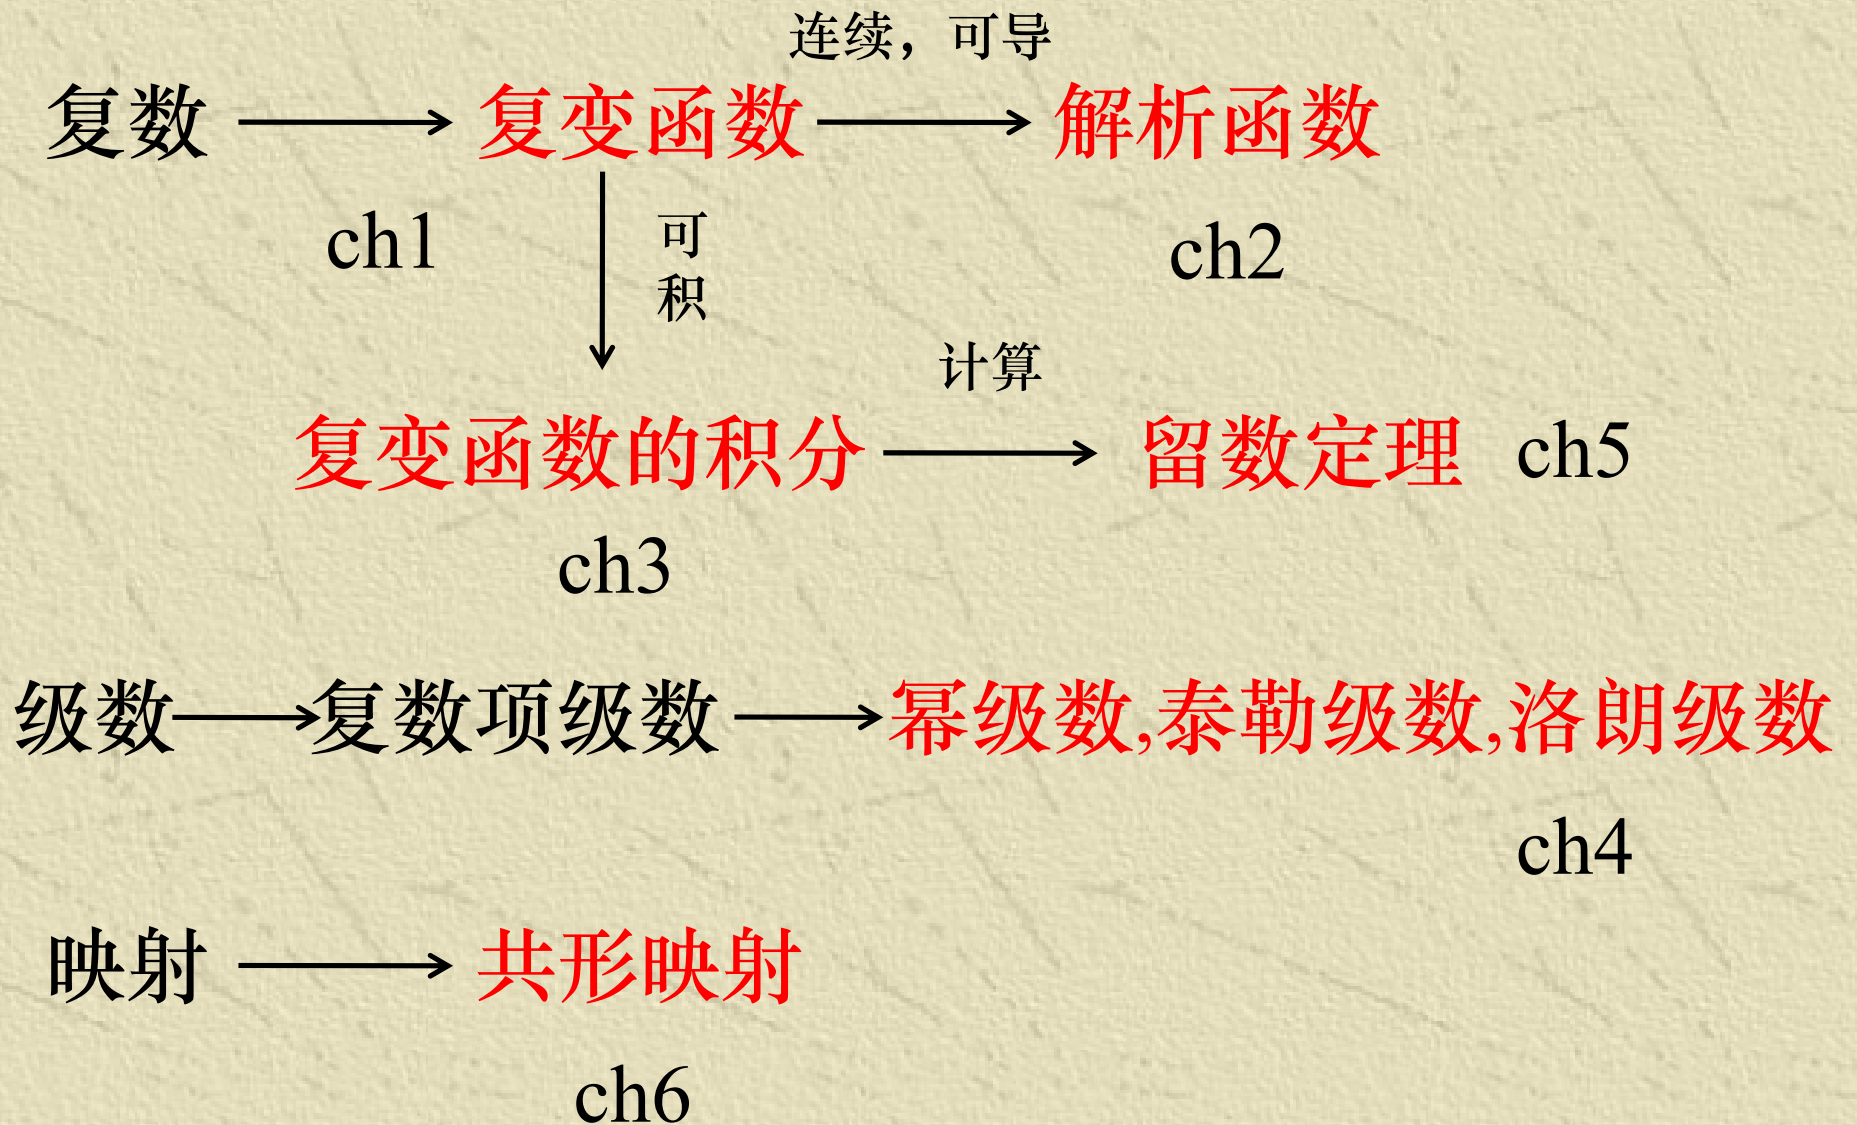 连续，可导
复数 复变函数 解析函数
ch1
可
积
ch2
计算
复变函数的积分 留数定理 ch5
ch3
级数 复数项级数 幂级数,泰勒级数,洛朗级数
ch4
映射 共形映射
ch6